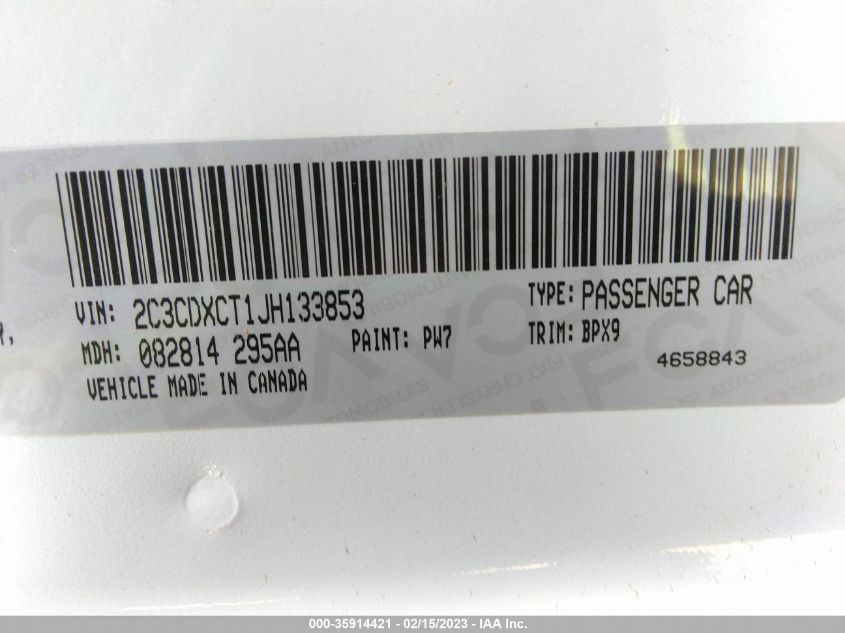 VIN: 2C3CDXCT1JH133853 TYPE: PASSENGER CAR
MDH: 082814 295AA PAINT: PW7 TRIM: BPX9
4658843
VEHICLE MADE IN CANADA
000-35914421 - 02/15/2023 - IAA Inc.